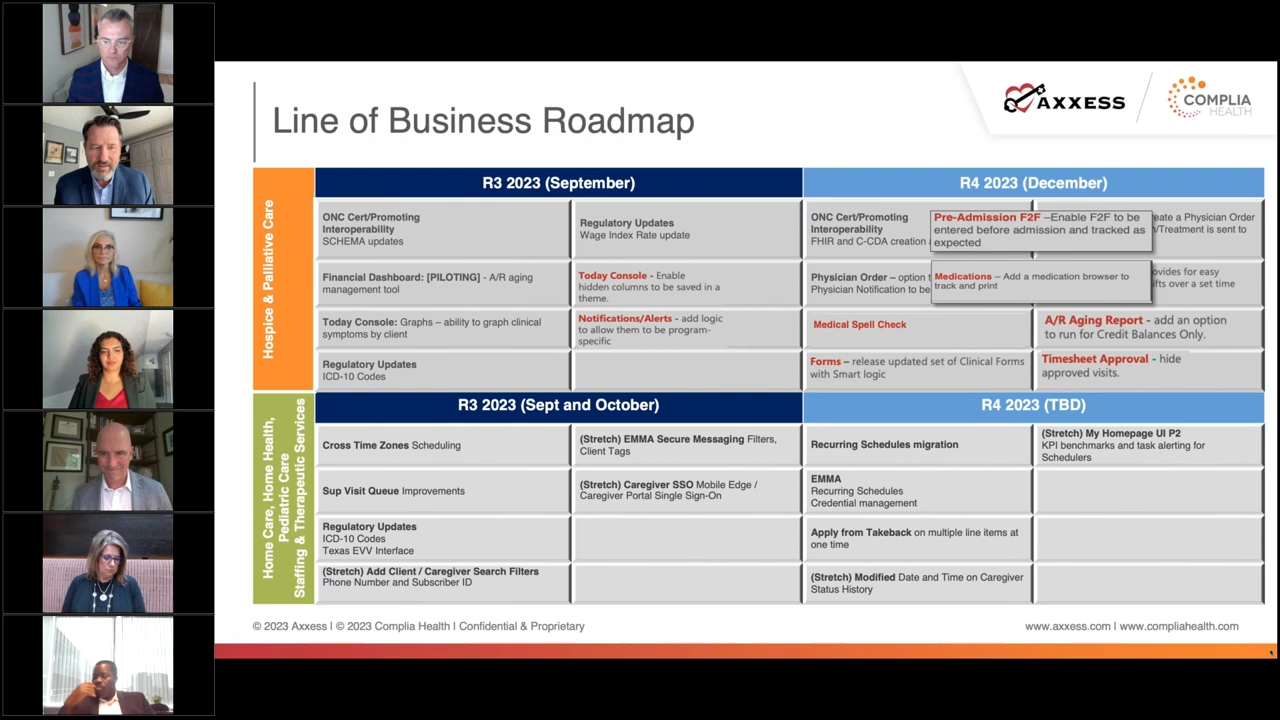 Line of Business Roadmap
AXXESS
COMPLIA
HEALTH
Hospice & Palliative Care
R3 2023 (September)
R4 2023 (December)
ONC Cert/Promoting
Interoperability
SCHEMA updates
Regulatory Updates
Wage Index Rate update
ONC Cert/Promoting
Interoperability
FHIR and C-CDA creation
Pre-Admission F2F –Enable F2F to be
entered before admission and tracked as
expected
eate a Physician Order
/Treatment is sent to
Financial Dashboard: [PILOTING] - A/R aging
management tool
Today Console - Enable
hidden columns to be saved in a
theme.
Physician Order – option
Physician Notification to be
Medications – Add a medication browser to
track and print
ovides for easy
ifts over a set time
Today Console: Graphs – ability to graph clinical
symptoms by client
Notifications/Alerts - add logic
to allow them to be program-
specific
Medical Spell Check
A/R Aging Report - add an option
to run for Credit Balances Only.
Regulatory Updates
ICD-10 Codes
Forms – release updated set of Clinical Forms
with Smart logic
Timesheet Approval - hide
approved visits.
Home Care, Home Health,
Pediatric Care
Staffing & Therapeutic Services
R3 2023 (Sept and October)
R4 2023 (TBD)
Cross Time Zones Scheduling
(Stretch) EMMA Secure Messaging Filters,
Client Tags
Recurring Schedules migration
(Stretch) My Homepage UI P2
KPI benchmarks and task alerting for
Schedulers
Sup Visit Queue Improvements
(Stretch) Caregiver SSO Mobile Edge /
Caregiver Portal Single Sign-On
EMMA
Recurring Schedules
Credential management
Regulatory Updates
ICD-10 Codes
Texas EVV Interface
Apply from Takeback on multiple line items at
one time
(Stretch) Add Client / Caregiver Search Filters
Phone Number and Subscriber ID
(Stretch) Modified Date and Time on Caregiver
Status History
© 2023 Axxess | © 2023 Complia Health | Confidential & Proprietary
www.axxess.com | www.compliahealth.com